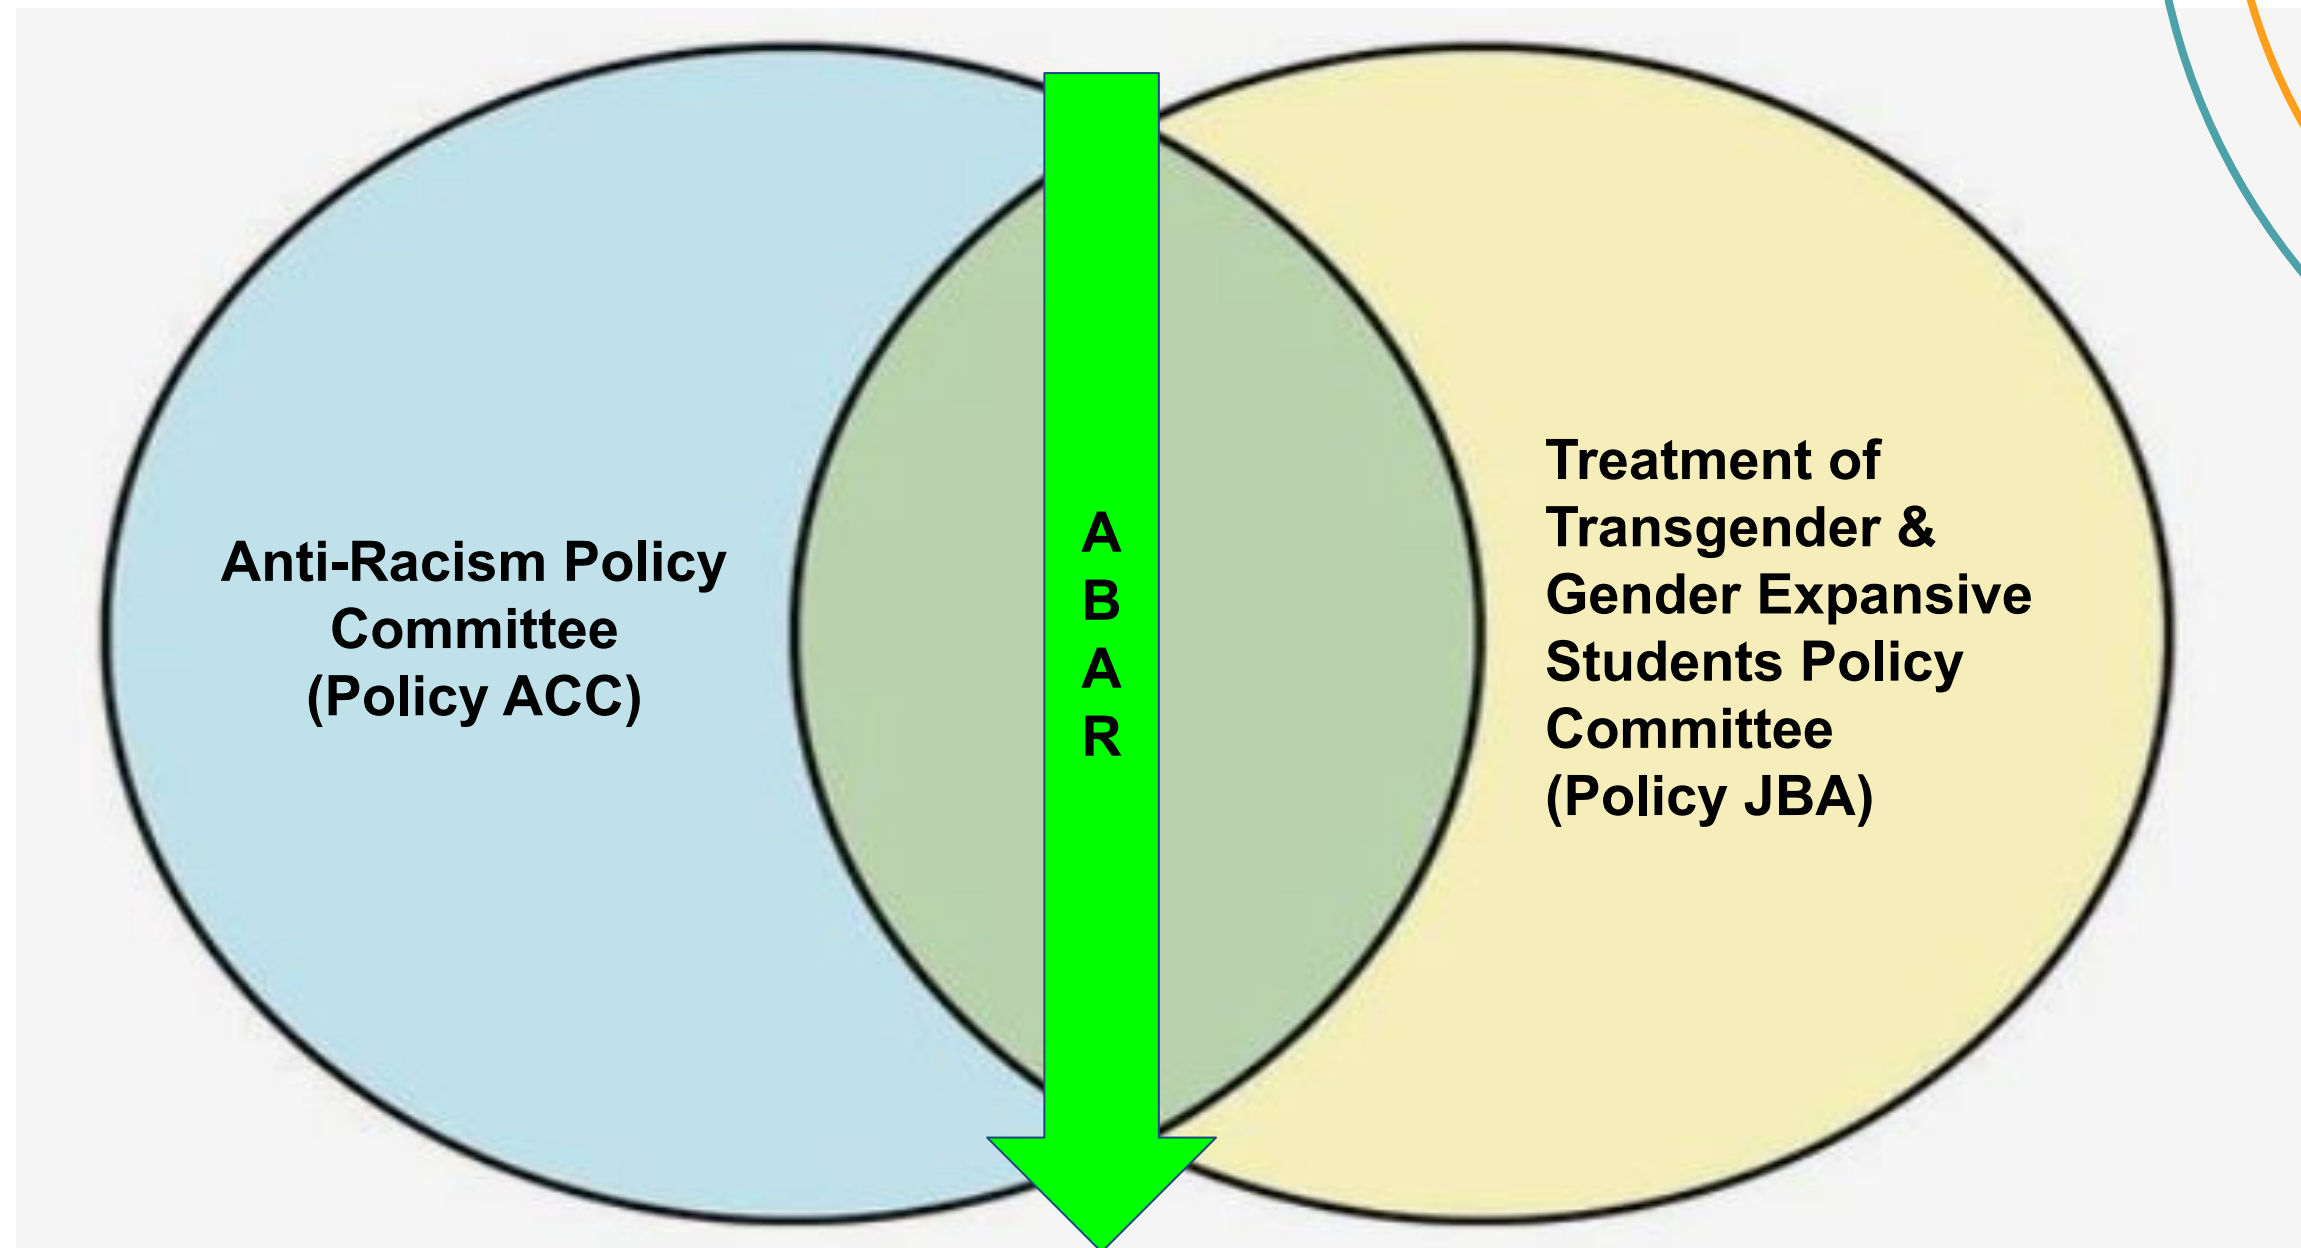 Anti-Racism Policy
Committee
(Policy ACC)
A
B
A
R
Treatment of
Transgender &
Gender Expansive
Students Policy
Committee
(Policy JBA)